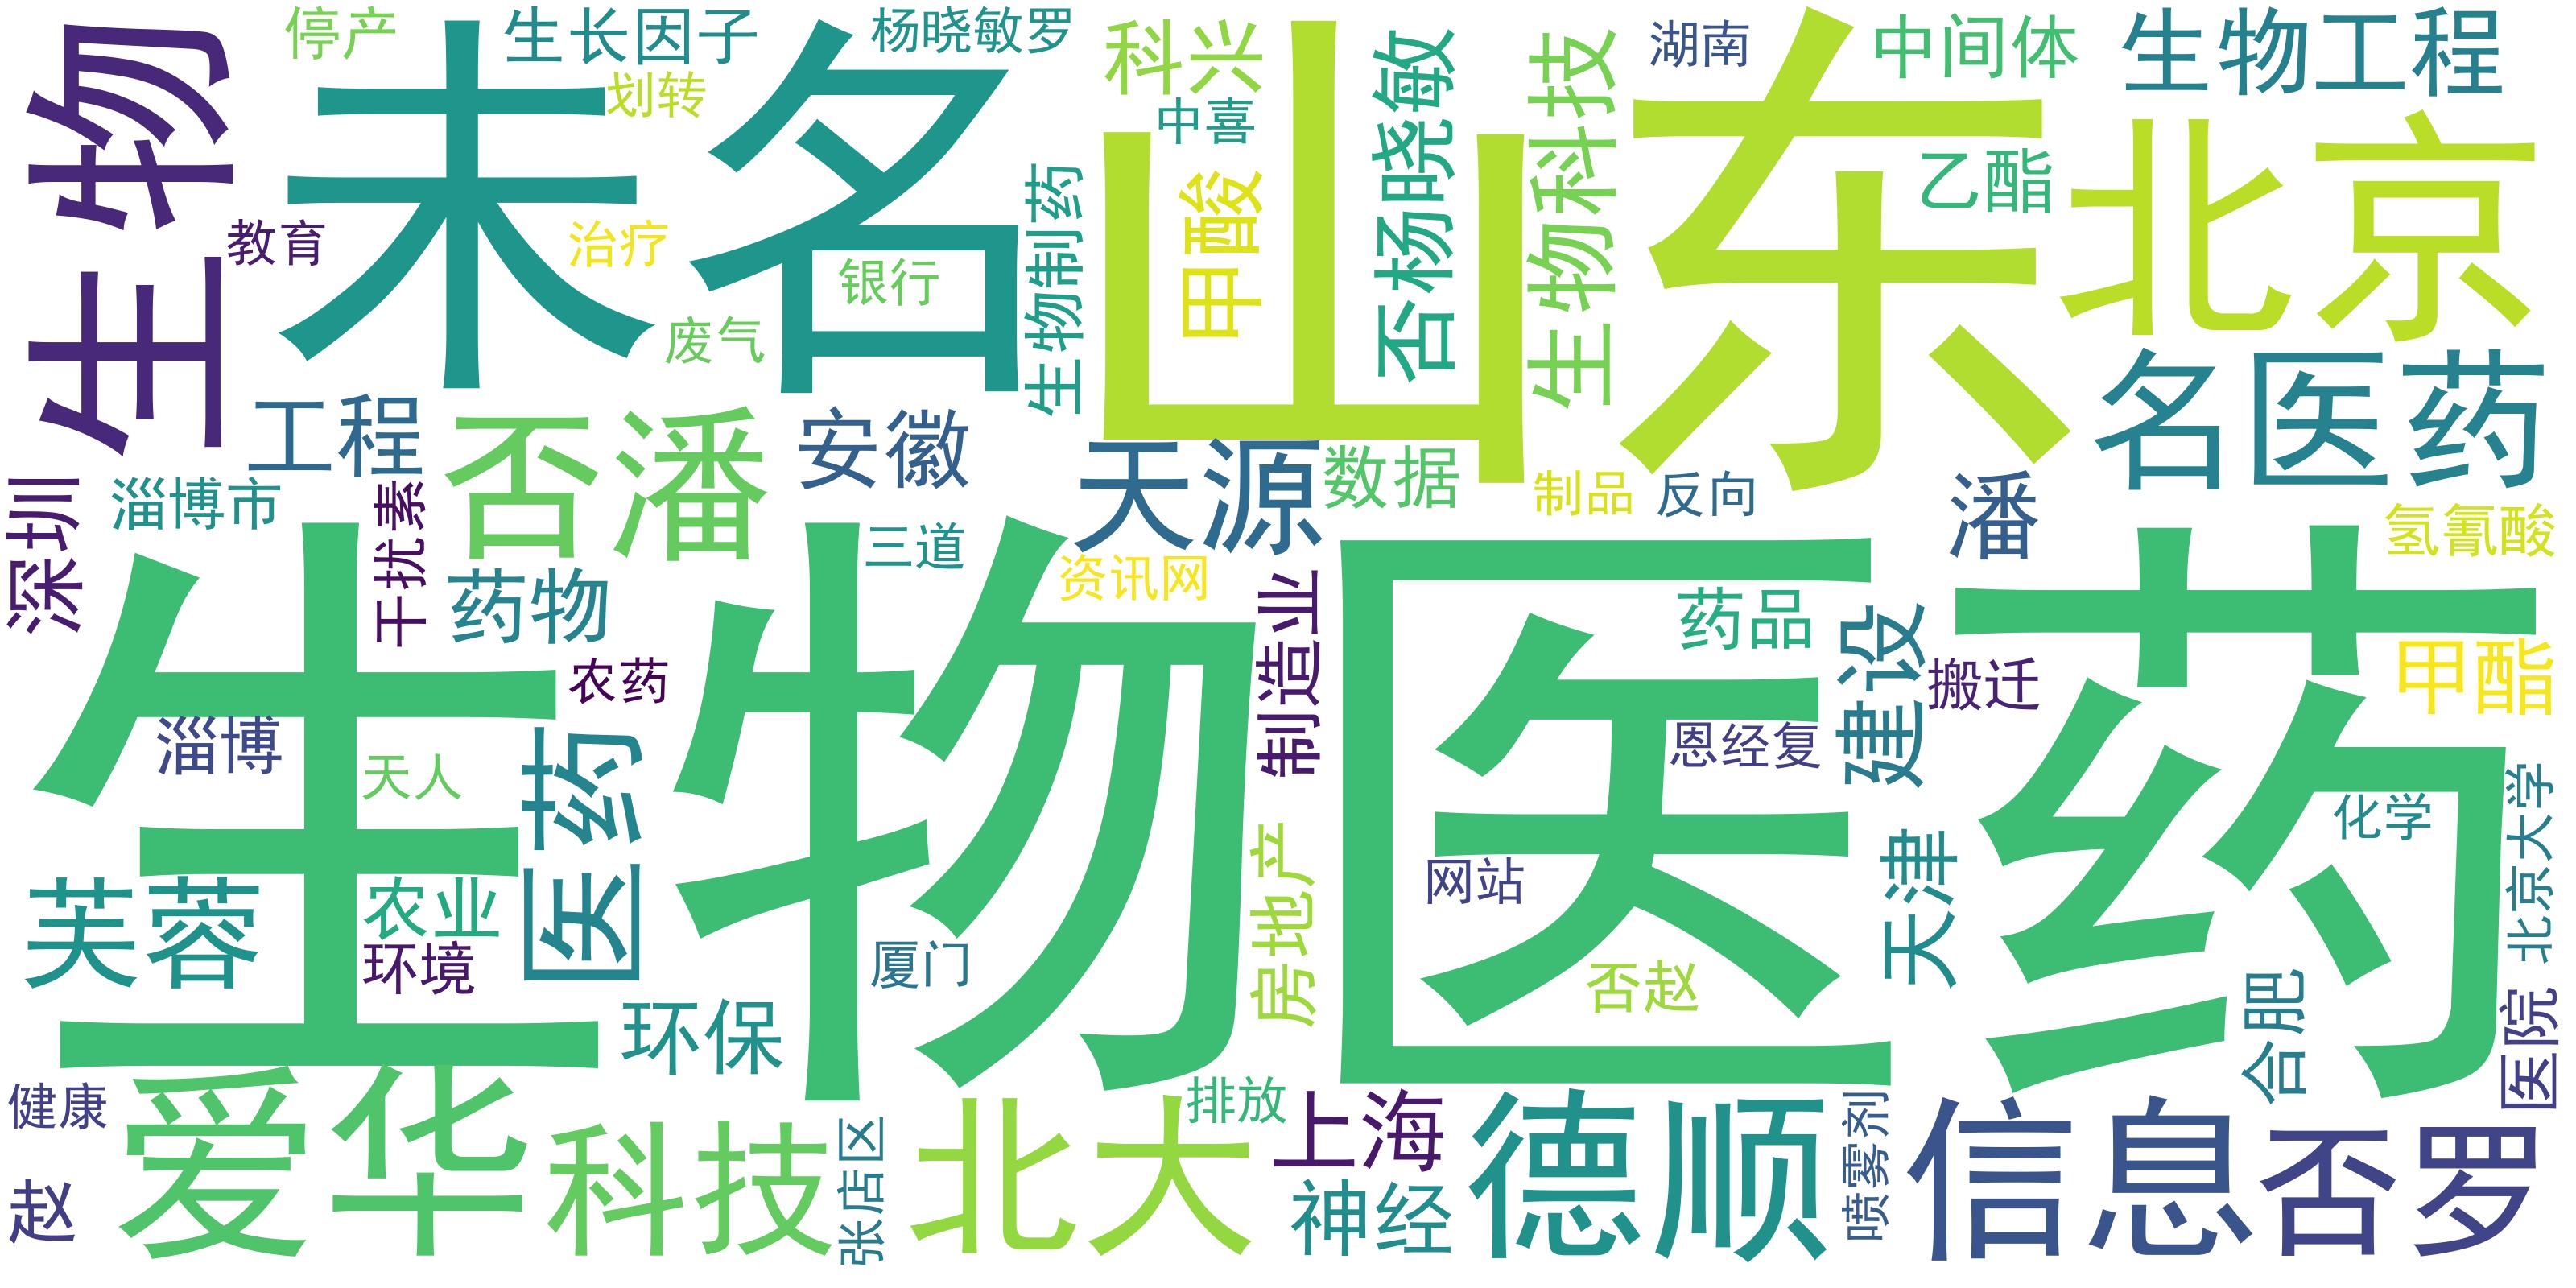 生物
停产
生长因子
杨晓敏罗
科兴
湖南
中间体
生物工程
未名
划转
中喜
否杨晓敏
生物科技
山东
乙酯
北京
教育
治疗
银行
废气
生物制药
甲酸
名医药
工程
否潘
安徽
天源
数据
制品
反向
潘
氢氰酸
深圳
淄博市
干扰素
药物
三道
资讯网
制造业
药品
建设
搬迁
甲酯
生物医药
农药
淄博
天人
医药
恩经复
化学
北京大学
芙蓉
农业
环境
厦门
房地产
网站
否赵
天津
合肥
医院
环保
健康
赵
爱华
科技
张店区
北大
排放
上海
神经
德顺
喷雾剂
信息
否罗